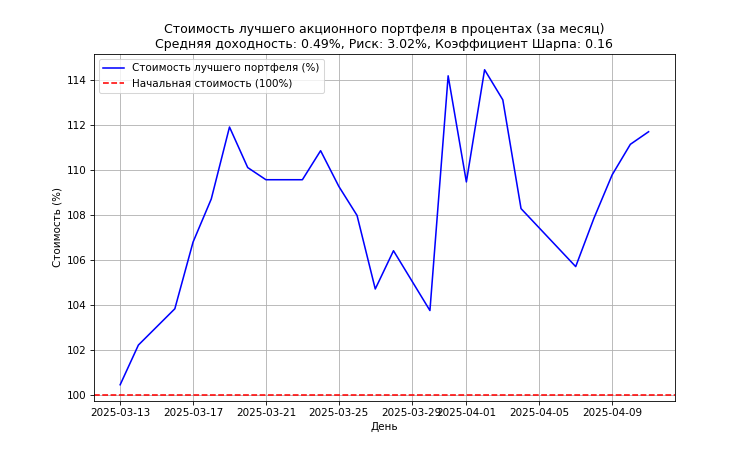 Стоимость лучшего акционного портфеля в процентах (за месяц)
Средняя доходность: 0.49%, Риск: 3.02%, Коэффициент Шарпа: 0.16
Стоимость лучшего портфеля (%)
Начальная стоимость (100%)
Стоимость (%)
114
112
110
108
106
104
102
100
2025-03-13 2025-03-17 2025-03-21 2025-03-25 2025-03-29 2025-04-01 2025-04-05 2025-04-09
День